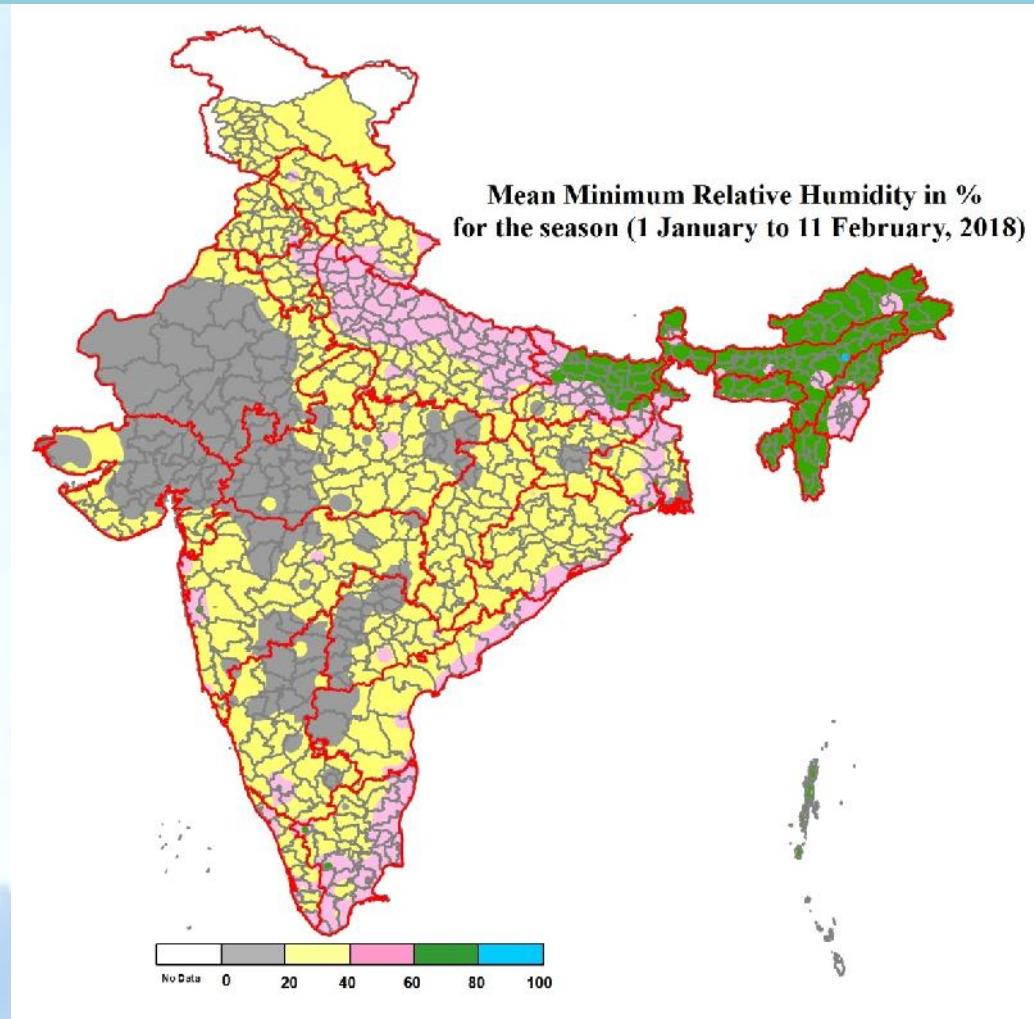 Mean Minimum Relative Humidity in %
for the season (1 January to 11 February, 2018)
No Data 0 20 40 60 80 100